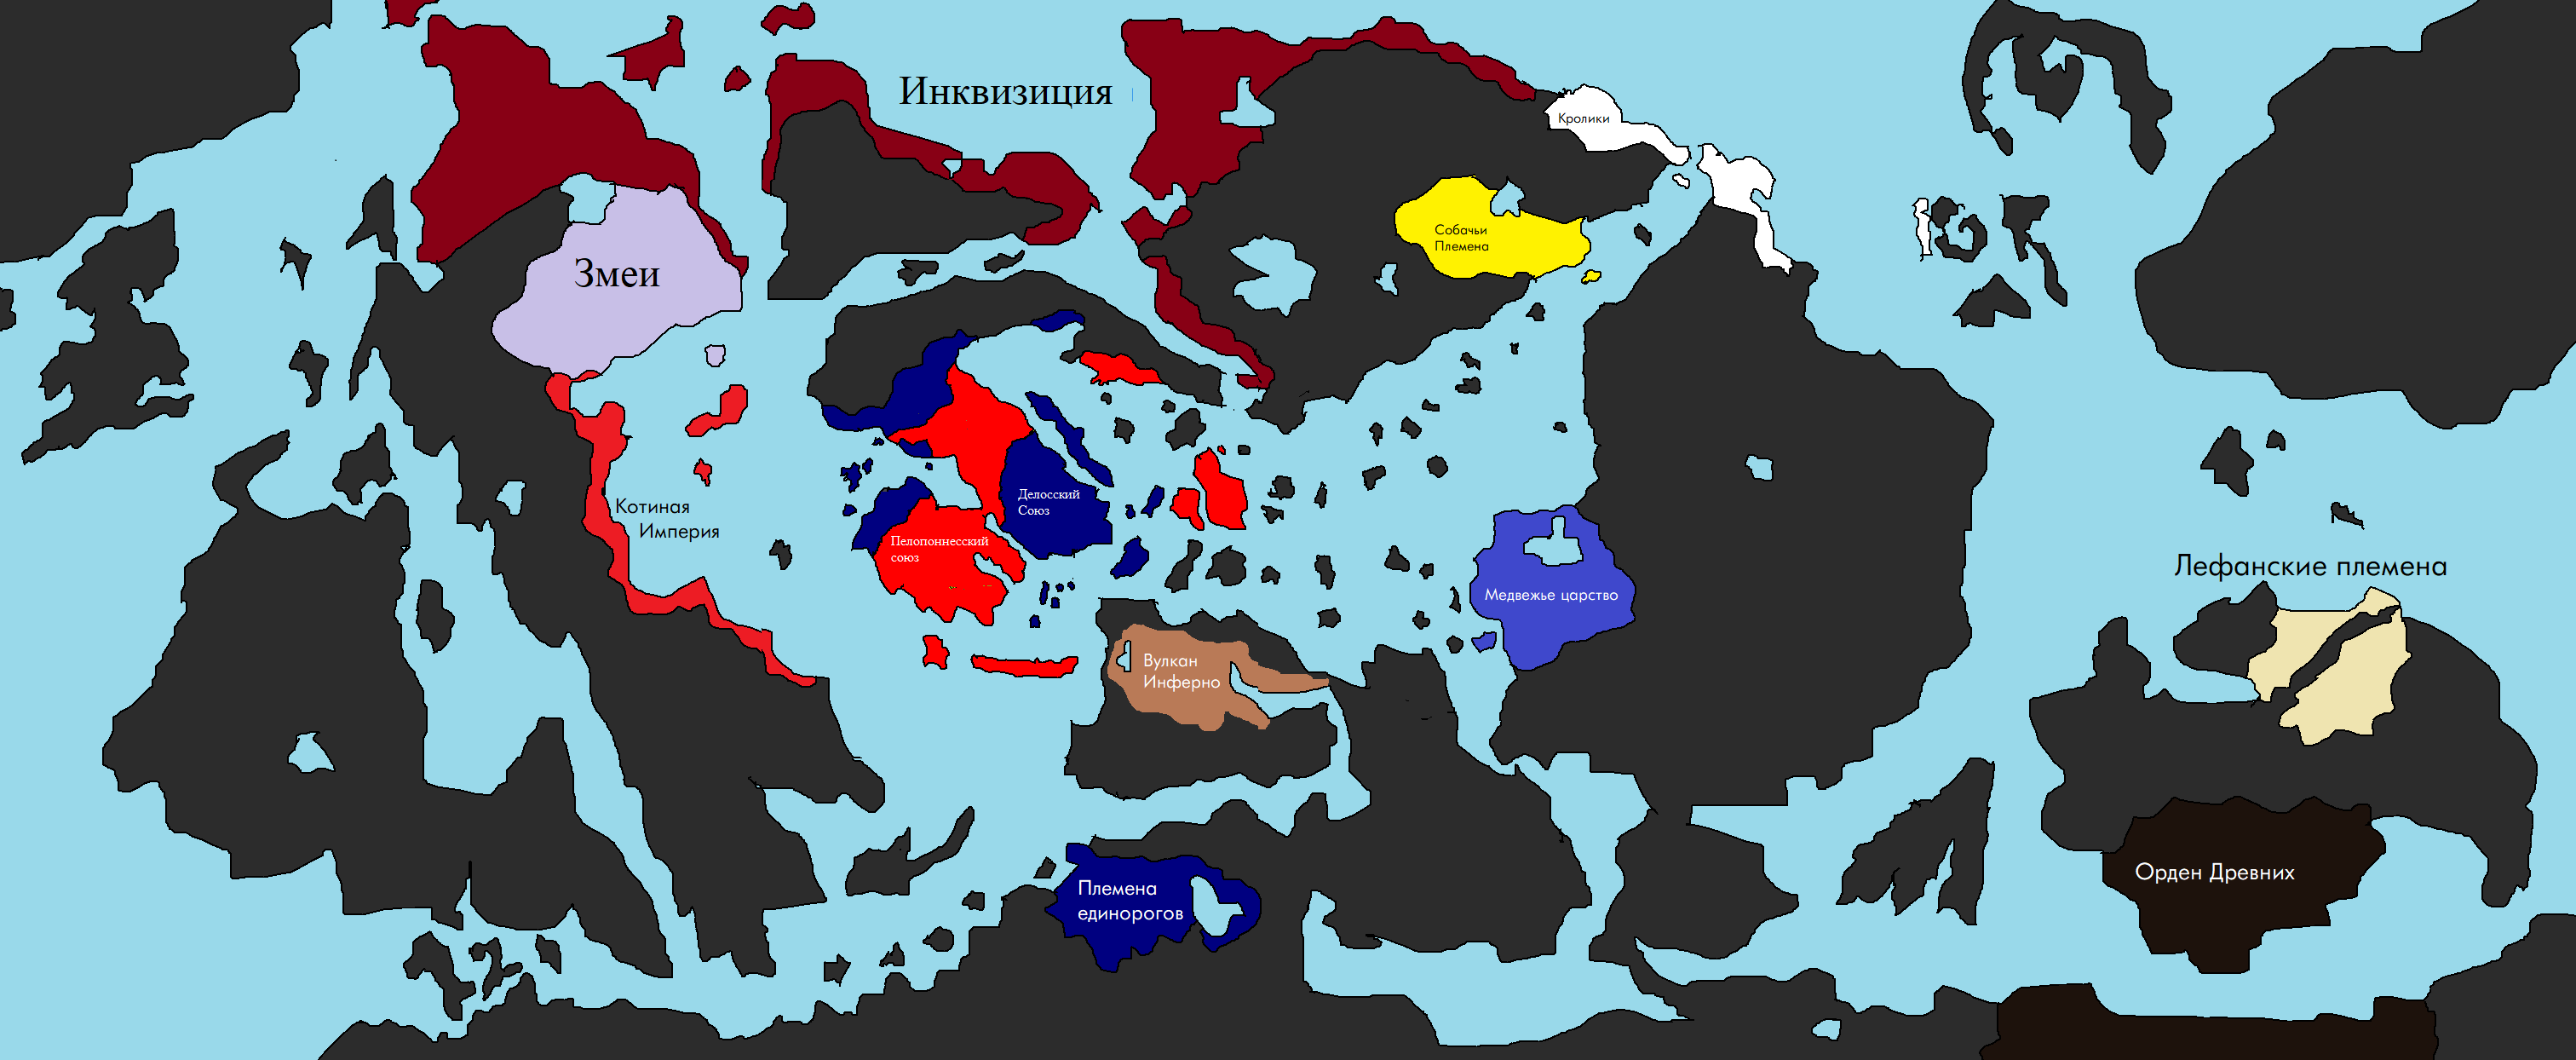 Инквизиция
Кролики
Собачьи
Племена
Змеи
Котиная
Империя
Делосский
Союз
Пелопоннесский
союз
Медвежье царство
Лефанские племена
Вулкан
Инферно
Орден Древних
Племена
единорогов